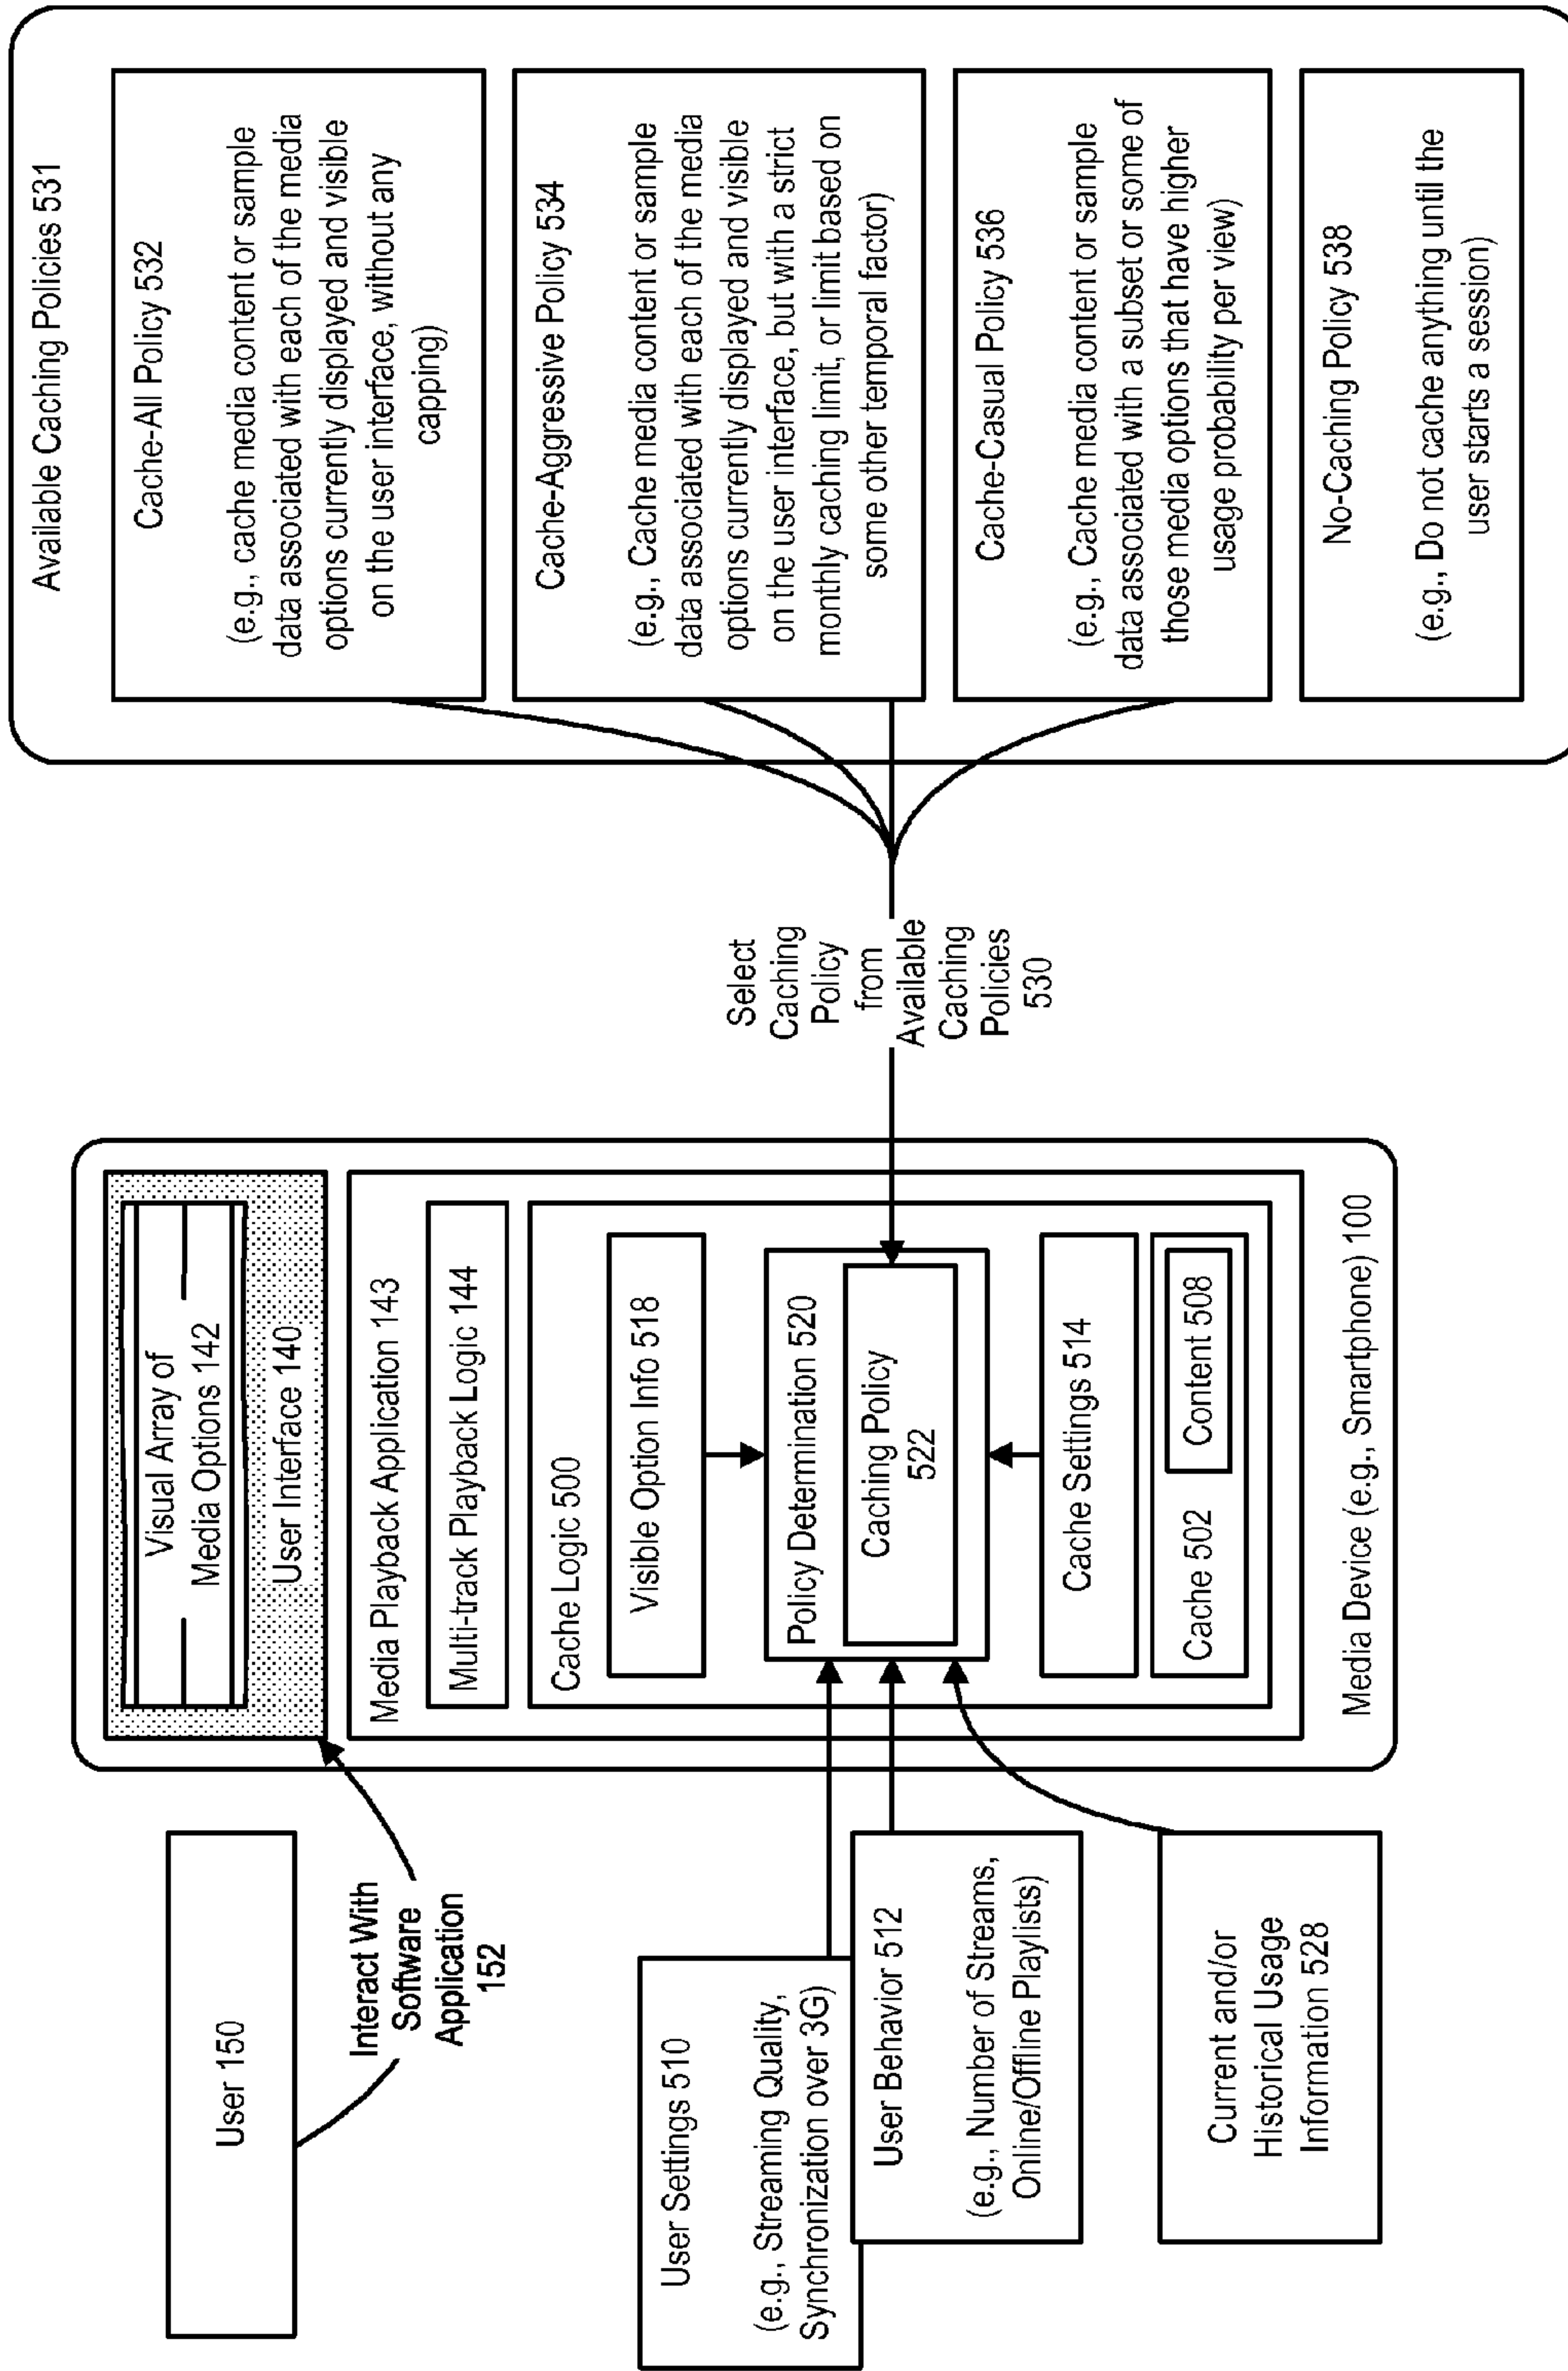 User 150
Interact With
Software
Application
152
User Settings 510
(e.g., Streaming Quality,
Synchronization over 3G)
User Behavior 512
(e.g., Number of Streams,
Online/Offline Playlists)
Current and/or
Historical Usage
Information 528
Visual Array of
Media Options 142
User Interface 140
Media Playback Application 143
Multi-track Playback Logic 144
Cache Logic 500
Visible Option Info 518
Policy Determination 520
Caching Policy
522
Cache Settings 514
Cache 502
Content 508
Media Device (e.g., Smartphone) 100
Select
Caching
Policy
from
Available
Caching
Policies
530
Available Caching Policies 531
Cache-All Policy 532
(e.g., cache media content or sample
data associated with each of the media
options currently displayed and visible
on the user interface, without any
capping)
Cache-Aggressive Policy 534
(e.g., Cache media content or sample
data associated with each of the media
options currently displayed and visible
on the user interface, but with a strict
monthly caching limit, or limit based on
some other temporal factor)
Cache-Casual Policy 536
(e.g., Cache media content or sample
data associated with a subset or some of
those media options that have higher
usage probability per view)
No-Caching Policy 538
(e.g., Do not cache anything until the
user starts a session)